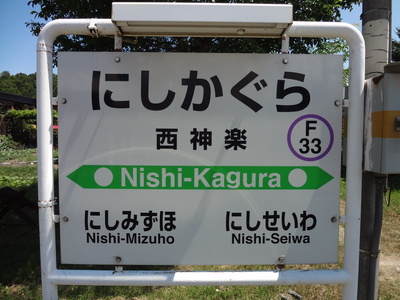 にしかぐら
西神楽
F
33
Nishi-Kagura
にしみずほ にしせいわ
Nishi-Mizuho Nishi-Seiwa